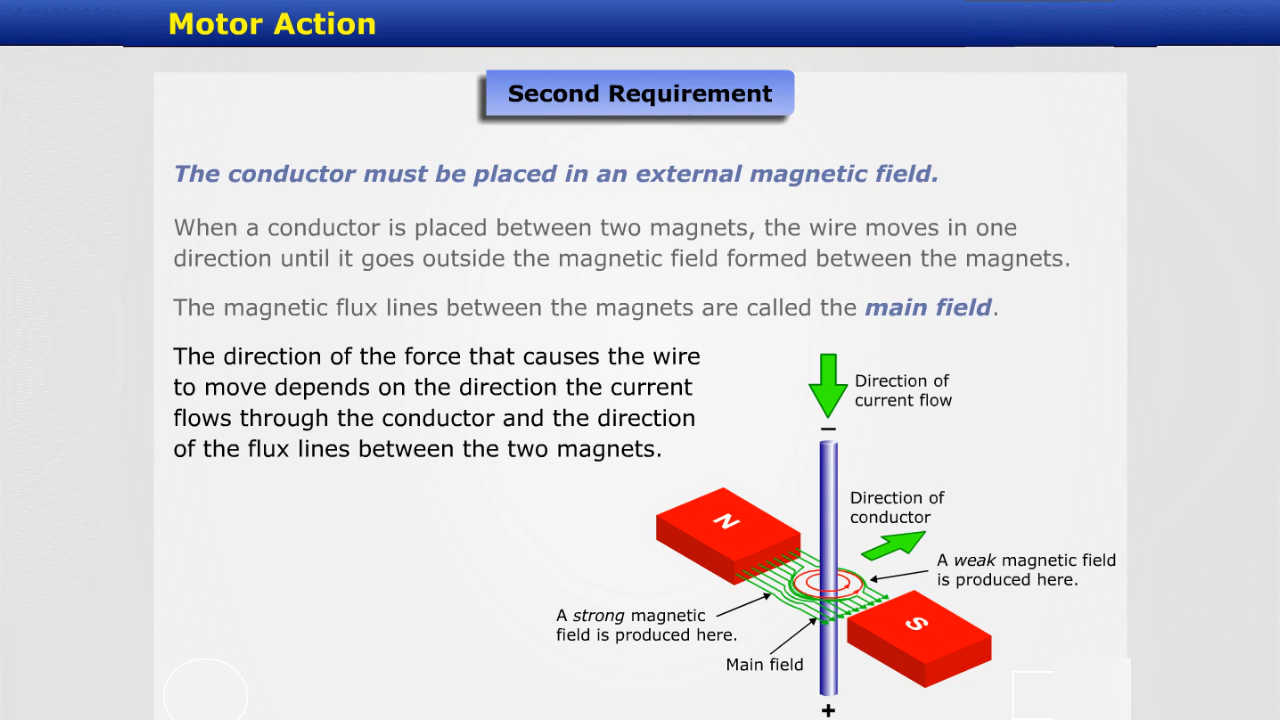 Motor Action
Second Requirement
The conductor must be placed in an external magnetic field.
When a conductor is placed between two magnets, the wire moves in one
direction until it goes outside the magnetic field formed between the magnets.
The magnetic flux lines between the magnets are called the main field.
The direction of the force that causes the wire
to move depends on the direction the current
flows through the conductor and the direction
of the flux lines between the two magnets.
Direction of
current flow
–
Direction of
conductor
N
A weak magnetic field
is produced here.
A strong magnetic
field is produced here.
S
Main field
+